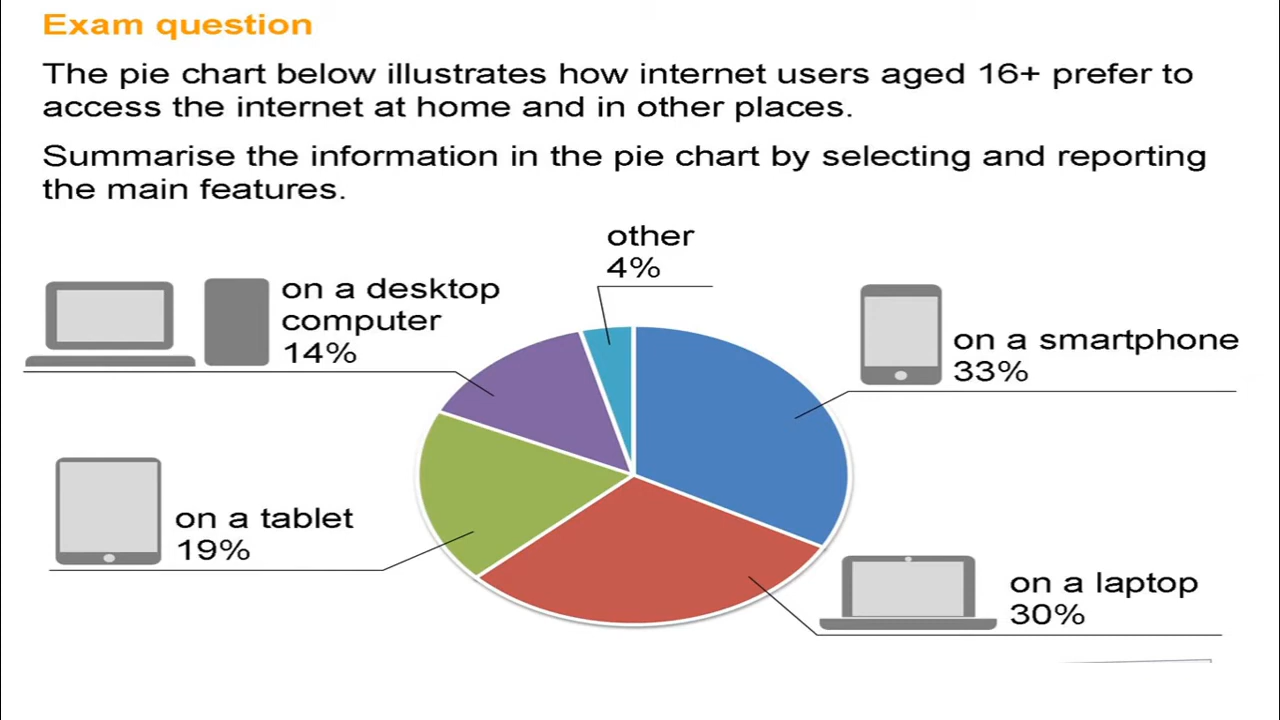 Exam question
The pie chart below illustrates how internet users aged 16+ prefer to
access the internet at home and in other places.
Summarise the information in the pie chart by selecting and reporting
the main features.
other
4%
on a desktop
computer
14%
on a smartphone
33%
on a tablet
19%
on a laptop
30%